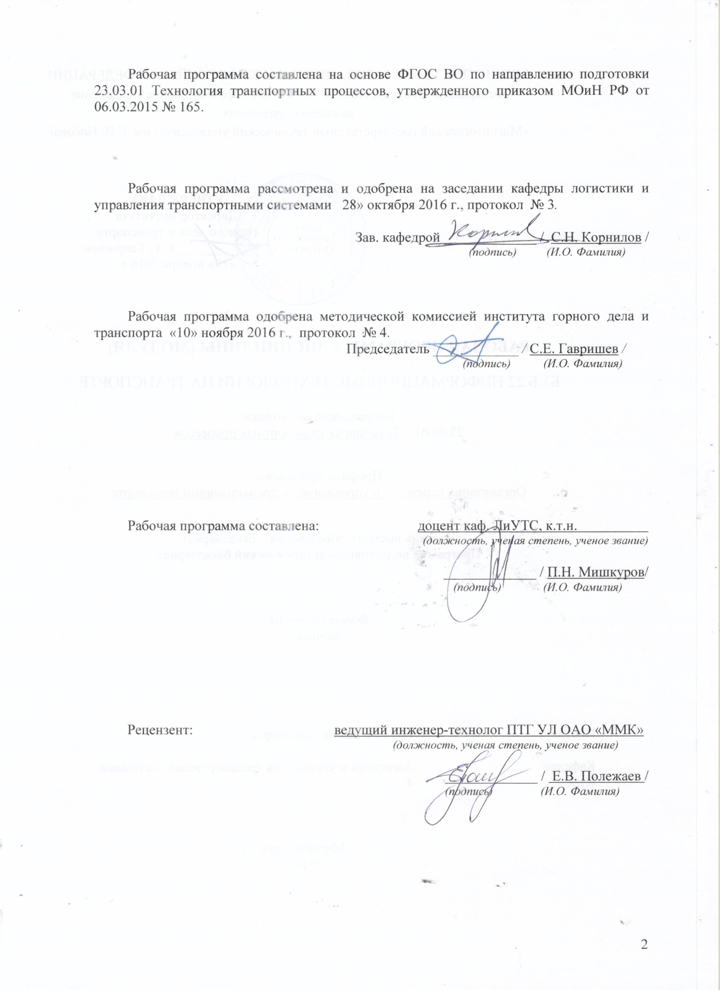 Рабочая программа составлена на основе ФГОС ВО по направлению подготовки
23.03.01 Технология транспортных процессов, утвержденного приказом МОиН РФ от
06.03.2015 № 165.
Рабочая программа рассмотрена и одобрена на заседании кафедры логистики и
управления транспортными системами 28» октября 2016 г., протокол № 3.
Зав. кафедрой / С.Н. Корнилов /
(подпись) (И.О. Фамилия)
Рабочая программа одобрена методической комиссией института горного дела и
транспорта «10» ноября 2016 г., протокол № 4.
Председатель / С.Е. Гавришев /
(подпись) (И.О. Фамилия)
Рабочая программа составлена: доцент каф. ЛиУТС, к.т.н.
(должность, ученая степень, ученое звание)
/ П.Н. Мишкуров/
(подпись) (И.О. Фамилия)
Рецензент: ведущий инженер-технолог ПТГ УЛ ОАО «ММК»
(должность, ученая степень, ученое звание)
/ Е.В. Полежаев /
(подпись) (И.О. Фамилия)
2